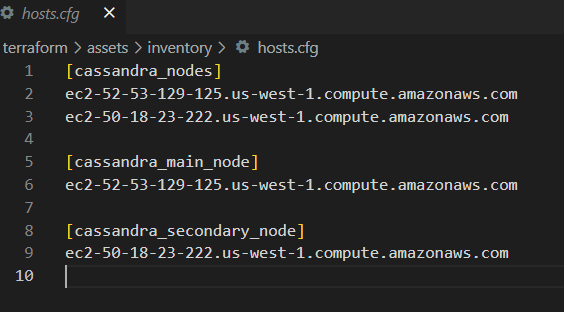 hosts.cfg ×
terraform > assets > inventory > hosts.cfg
1 [cassandra_nodes]
2 ec2-52-53-129-125.us-west-1.compute.amazonaws.com
3 ec2-50-18-23-222.us-west-1.compute.amazonaws.com
4
5 [cassandra_main_node]
6 ec2-52-53-129-125.us-west-1.compute.amazonaws.com
7
8 [cassandra_secondary_node]
9 ec2-50-18-23-222.us-west-1.compute.amazonaws.com
10